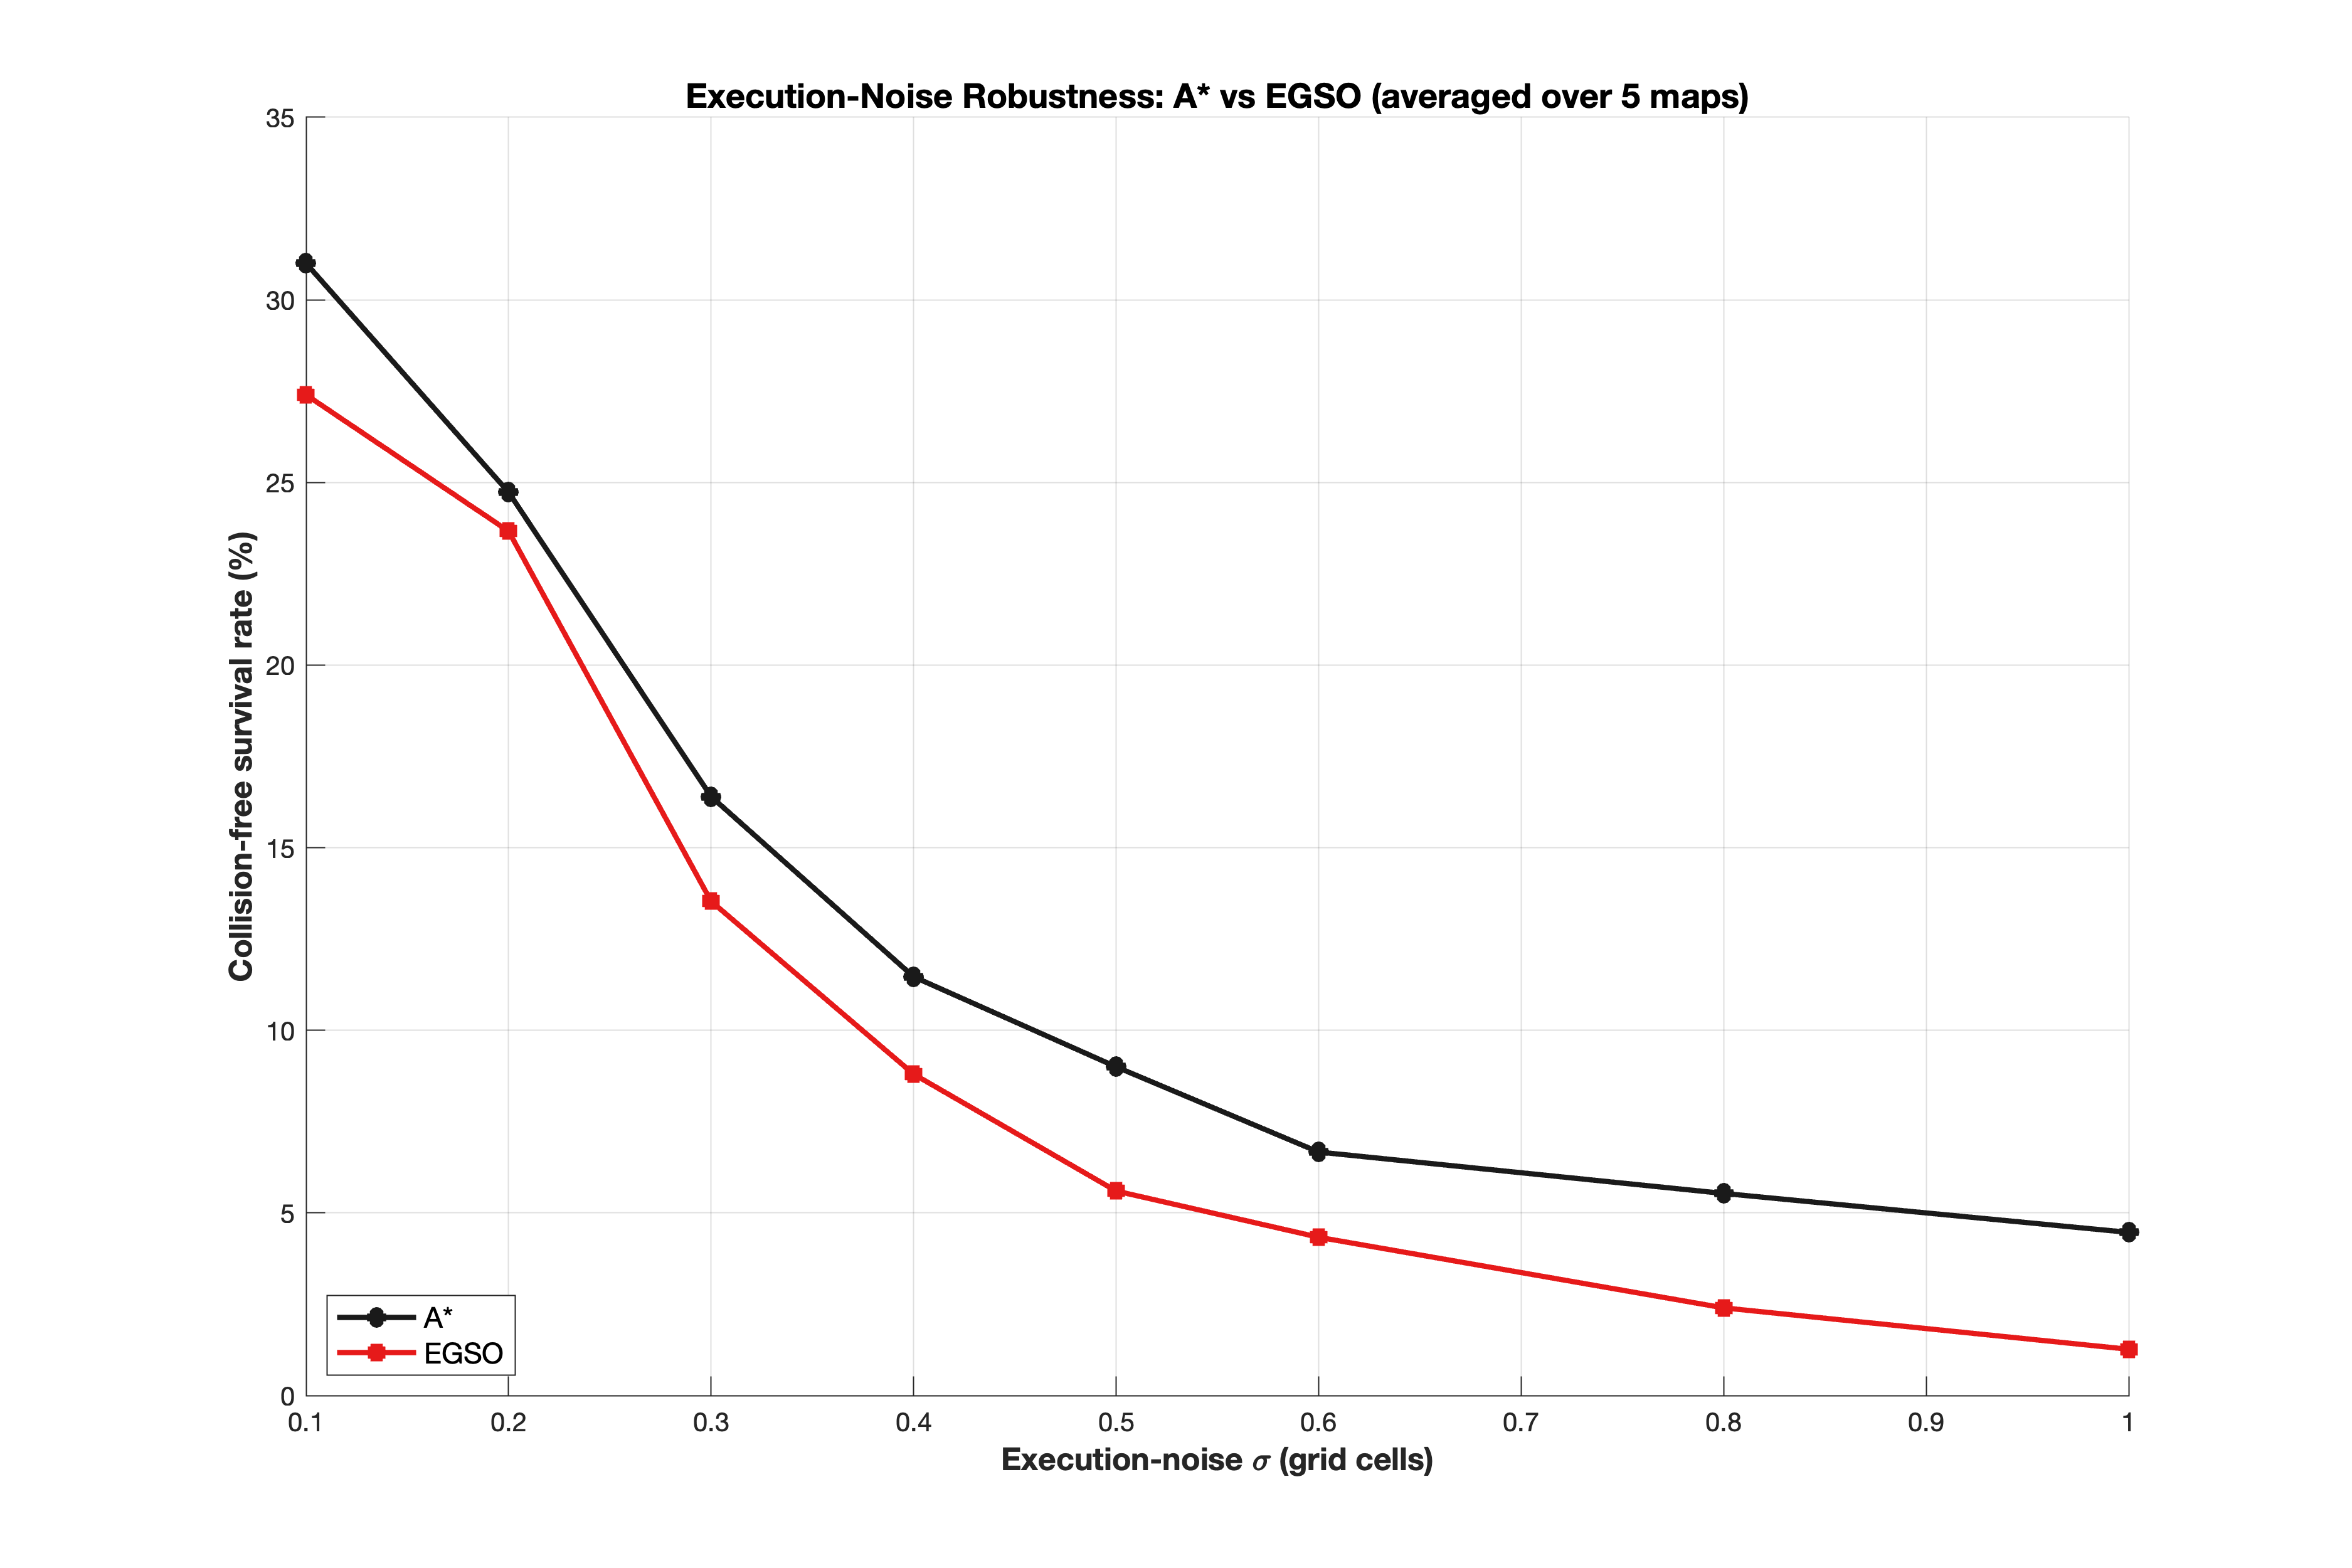 Execution-Noise Robustness: A* vs EGSO (averaged over 5 maps)
35
30
25
20
15
10
5
0
Collision-free survival rate (%)
A*
EGSO
0.1 0.2 0.3 0.4 0.5 0.6 0.7 0.8 0.9 1
Execution-noise σ (grid cells)